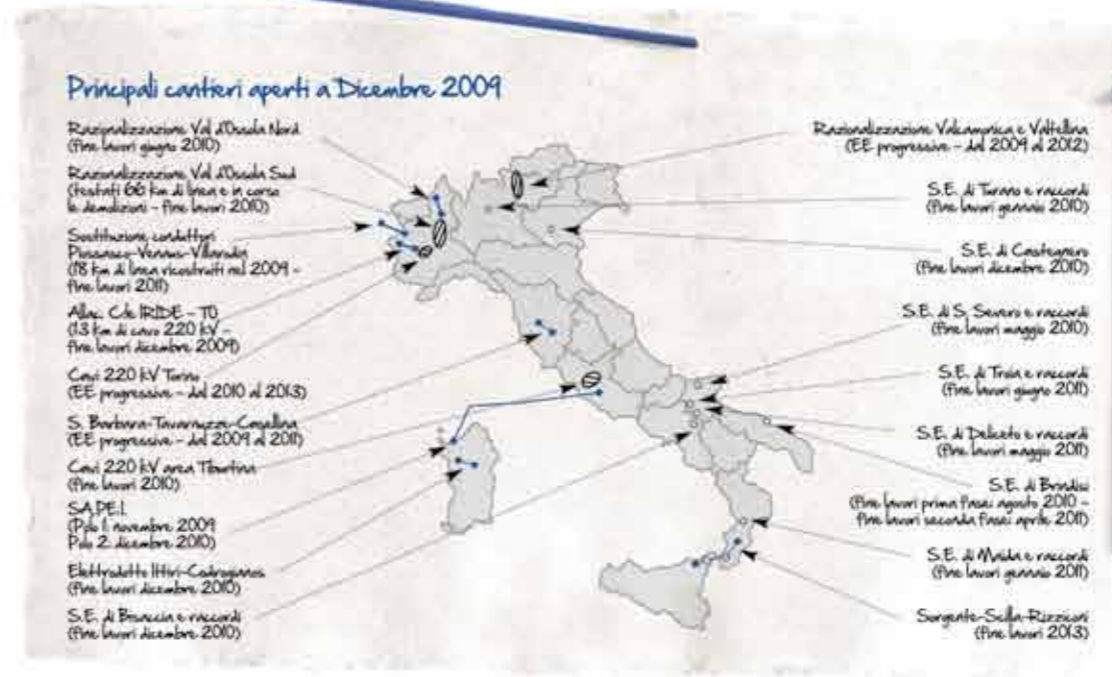 Principali cantieri aperti a Dicembre 2009
Razionalizzazione Val d'Ossola Nord
(fine lavori giugno 2010)
Razionalizzazione Val d'Ossola Sud
(testati 66 km di linea e in corso
le demolizioni - fine lavori 2010)
Sostituzione conduttori
Piossasco-Venaus-Villarodin
(18 km di linea ricostruiti nel 2009 -
fine lavori 2011)
Allac. C.le IRIDE - TO
(13 km di cavo 220 kV -
fine lavori dicembre 2009)
Cavi 220 kV Torino
(EE progressive - dal 2010 al 2013)
S. Barbara-Tavarnuzze-Casellina
(EE progressive - dal 2009 al 2011)
Cavi 220 kV area Tiburtina
(fine lavori 2010)
SA.PE.I.
(Polo 1: novembre 2009
Polo 2: dicembre 2010)
Elettrodotto Ittiri-Codrogianos
(fine lavori dicembre 2010)
S.E. di Bisaccia e raccordi
(fine lavori dicembre 2010)
Razionalizzazione Valcamonica e Valtellina
(EE progressive - dal 2009 al 2012)
S.E. di Turano e raccordi
(fine lavori gennaio 2010)
S.E. di Castegnero
(fine lavori dicembre 2010)
S.E. di S. Severo e raccordi
(fine lavori maggio 2010)
S.E. di Troia e raccordi
(fine lavori giugno 2011)
S.E. di Deliceto e raccordi
(fine lavori maggio 2011)
S.E. di Brindisi
(fine lavori prima fase: agosto 2010 -
fine lavori seconda fase: aprile 2011)
S.E. di Maida e raccordi
(fine lavori gennaio 2011)
Sorgente-Scilla-Rizziconi
(fine lavori 2013)